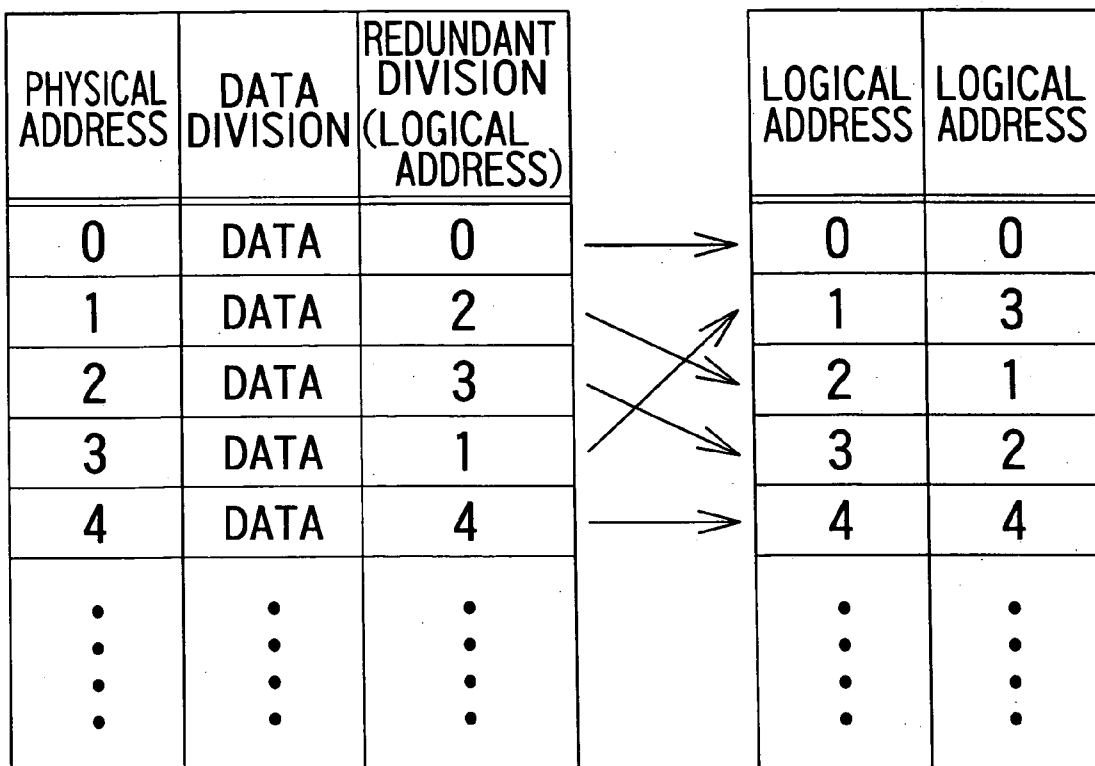 PHYSICAL ADDRESS DATA DIVISION REDUNDANT DIVISION (LOGICAL ADDRESS)
0 DATA 0
1 DATA 2
2 DATA 3
3 DATA 1
4 DATA 4
LOGICAL ADDRESS LOGICAL ADDRESS
0 0
1 3
2 1
3 2
4 4